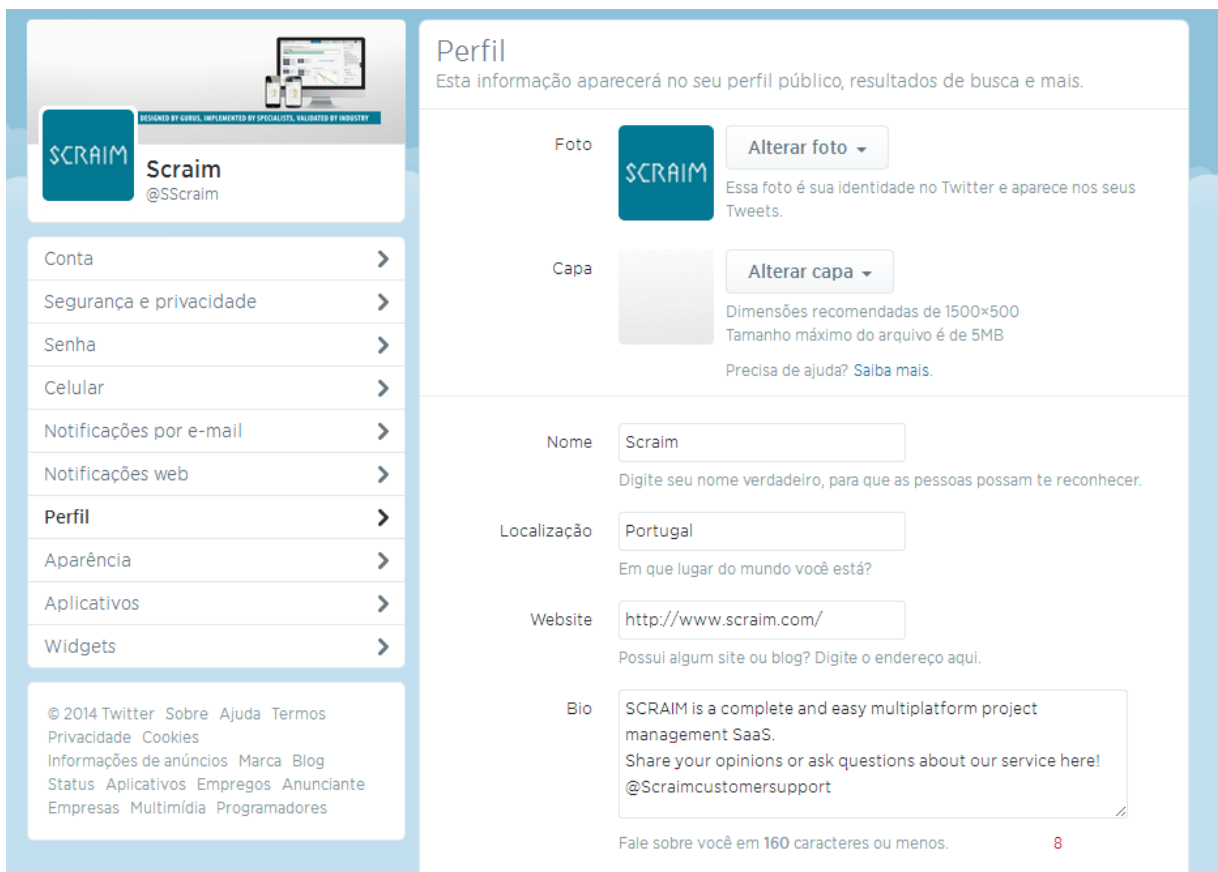 DESIGNED BY GURUS, IMPLEMENTED BY SPECIALISTS, VALIDATED BY INDUSTRY
SCRAIM
Scraim
@SScraim
Conta
Segurança e privacidade
Senha
Celular
Notificações por e-mail
Notificações web
Perfil
Aparência
Aplicativos
Widgets
© 2014 Twitter Sobre Ajuda Termos
Privacidade Cookies
Informações de anúncios Marca Blog
Status Aplicativos Empregos Anunciante
Empresas Multimídia Programadores
Perfil
Esta informação aparecerá no seu perfil público, resultados de busca e mais.
Foto
SCRAIM
Alterar foto
Essa foto é sua identidade no Twitter e aparece nos seus
Tweets.
Capa
Alterar capa
Dimensões recomendadas de 1500×500
Tamanho máximo do arquivo é de 5MB
Precisa de ajuda? Saiba mais.
Nome
Scraim
Digite seu nome verdadeiro, para que as pessoas possam te reconhecer.
Localização
Portugal
Em que lugar do mundo você está?
Website
http://www.scraim.com/
Possui algum site ou blog? Digite o endereço aqui.
Bio
SCRAIM is a complete and easy multiplatform project
management SaaS.
Share your opinions or ask questions about our service here!
@Scraimcustomersupport
Fale sobre você em 160 caracteres ou menos. 8